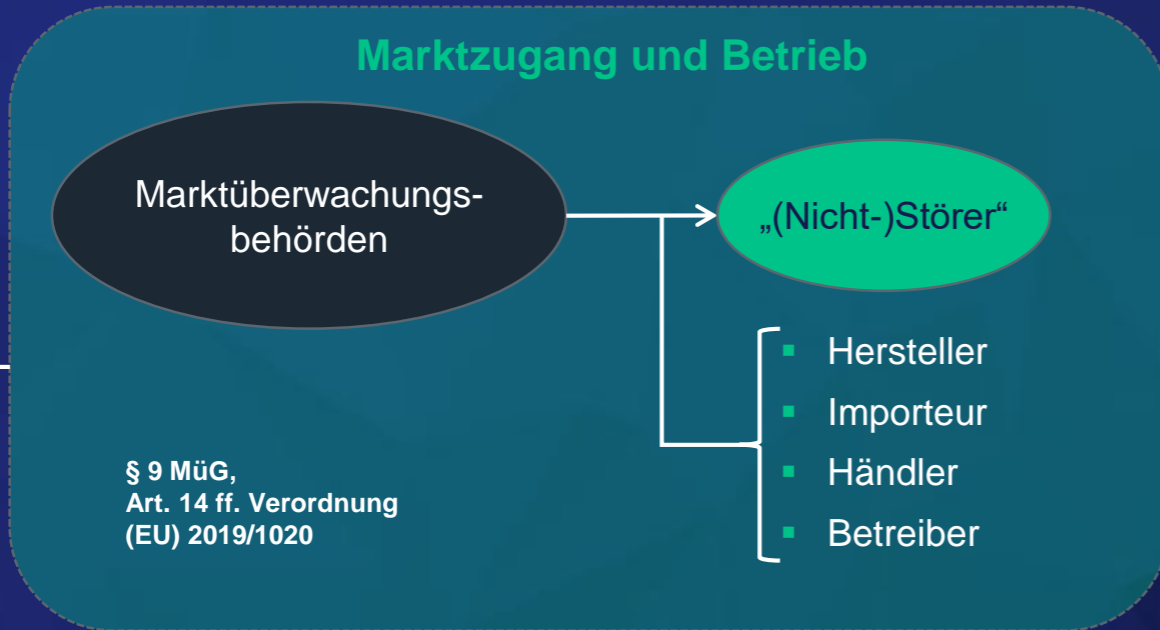 Marktzugang und Betrieb
Marktüberwachungs-
behörden
„(Nicht-)Störer“
▪ Hersteller
▪ Importeur
▪ Händler
▪ Betreiber
§ 9 MüG,
Art. 14 ff. Verordnung
(EU) 2019/1020